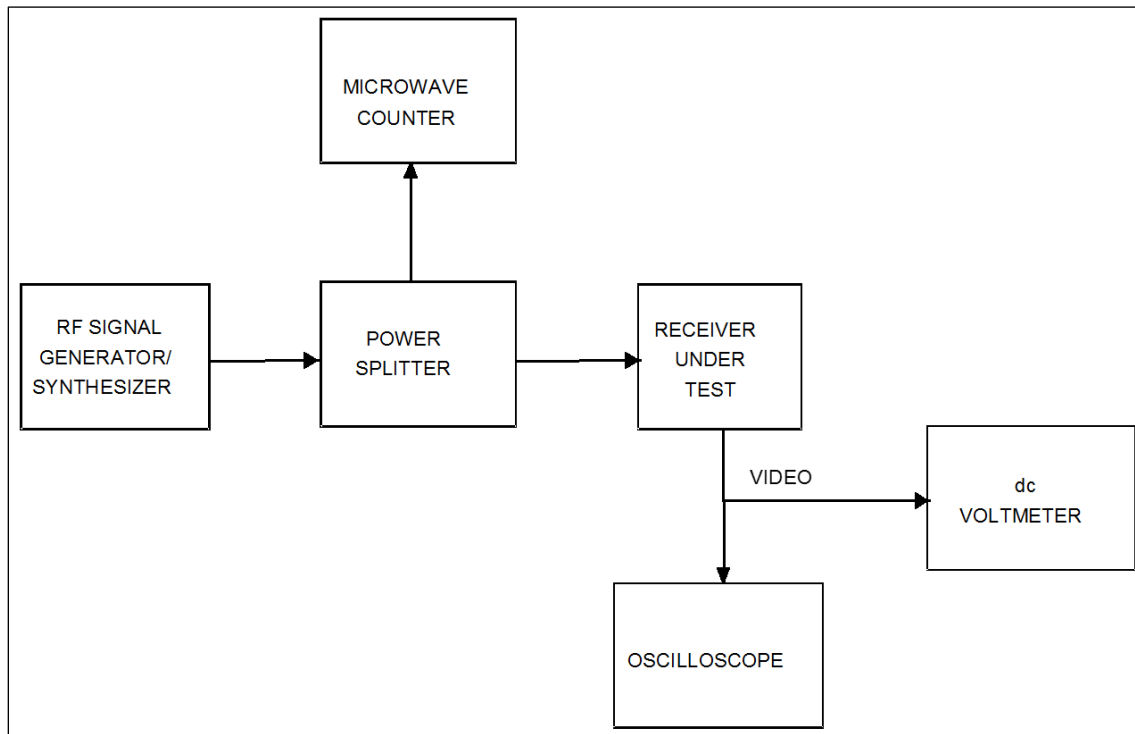 MICROWAVE
COUNTER
RF SIGNAL
GENERATOR/
SYNTHESIZER
POWER
SPLITTER
RECEIVER
UNDER
TEST
VIDEO
dc
VOLTMETER
OSCILLOSCOPE